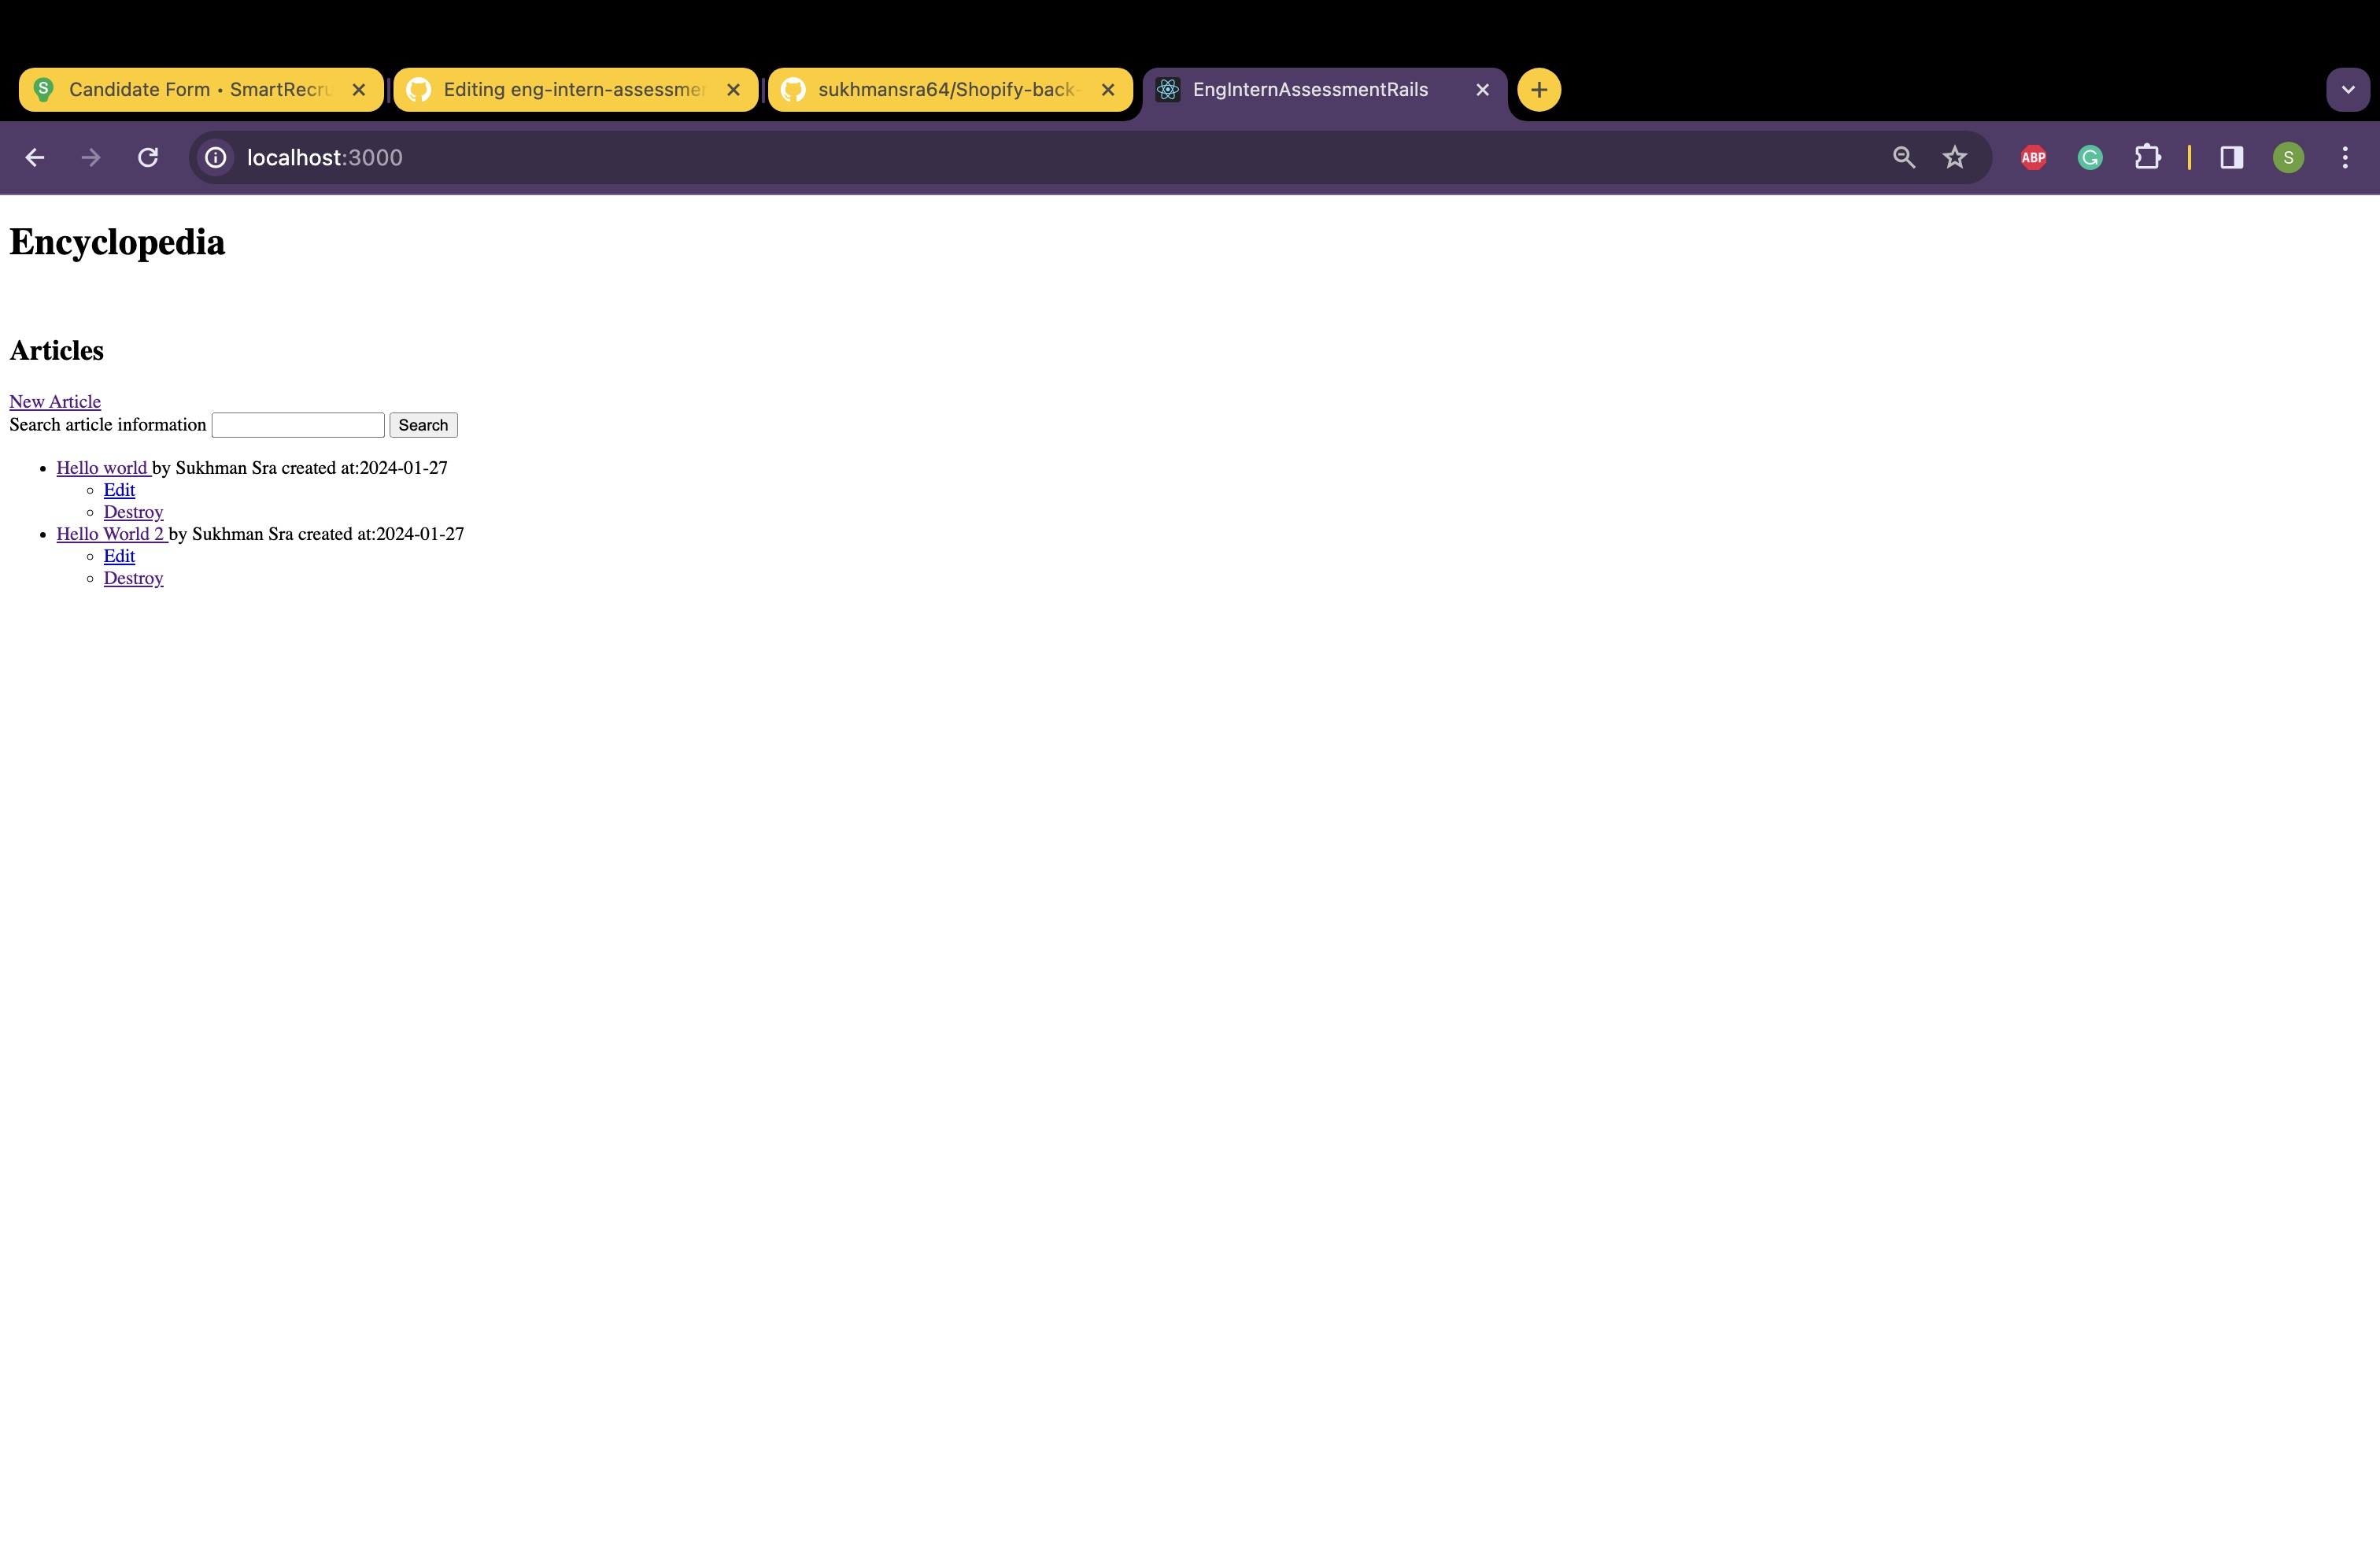 S Candidate Form • SmartRecru
Editing eng-intern-assessmer
sukhmansra64/Shopify-back-
EngInternAssessmentRails
localhost:3000
ABP
G
S
Encyclopedia
Articles
New Article
Search article information Search
Hello world by Sukhman Sra created at:2024-01-27
Edit
Destroy
Hello World 2 by Sukhman Sra created at:2024-01-27
Edit
Destroy